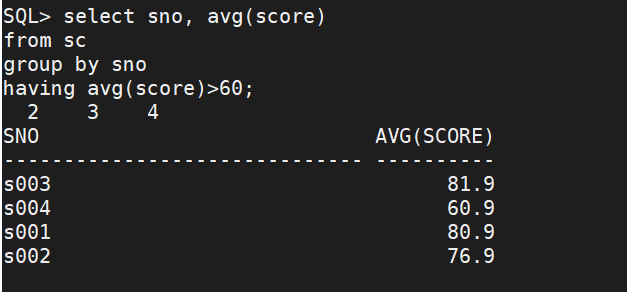 SQL> select sno, avg(score)
from sc
group by sno
having avg(score)>60;
  2    3    4
SNO                            AVG(SCORE)
------------------------------ ----------
s003                                 81.9
s004                                 60.9
s001                                 80.9
s002                                 76.9